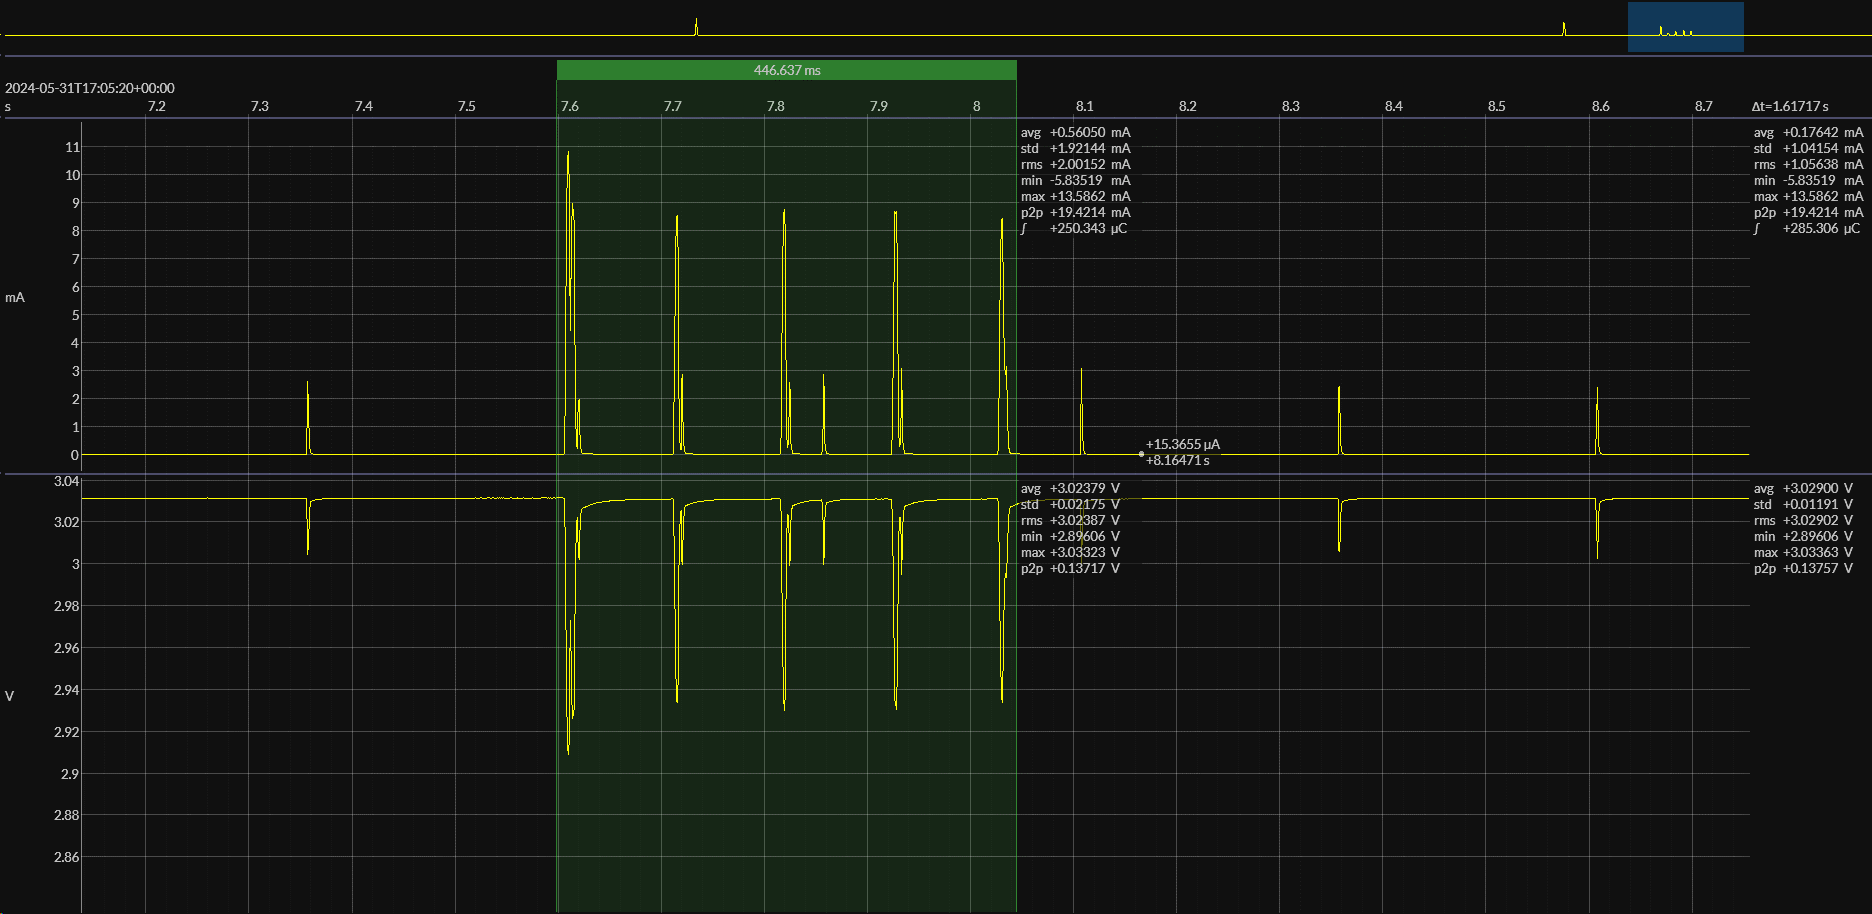 446.637 ms
2024-05-31T17:05:20+00:00
s 7.2 7.3 7.4 7.5 7.6 7.7 7.8 7.9 8 8.1 8.2 8.3 8.4 8.5 8.6 8.7 Δt=1.61717 s
mA
11
10
9
8
7
6
5
4
3
2
1
0
avg +0.56050 mA
std +1.92144 mA
rms +2.00152 mA
min -5.83519 mA
max +13.5862 mA
p2p +19.4214 mA
∫ +250.343 µC
avg +0.17642 mA
std +1.04154 mA
rms +1.05638 mA
min -5.83519 mA
max +13.5862 mA
p2p +19.4214 mA
∫ +285.306 µC
+15.3655 µA
+8.16471 s
V
3.04
3.02
3
2.98
2.96
2.94
2.92
2.9
2.88
2.86
avg +3.02379 V
std +0.02175 V
rms +3.02387 V
min +2.89606 V
max +3.03323 V
p2p +0.13717 V
avg +3.02900 V
std +0.01191 V
rms +3.02902 V
min +2.89606 V
max +3.03363 V
p2p +0.13757 V